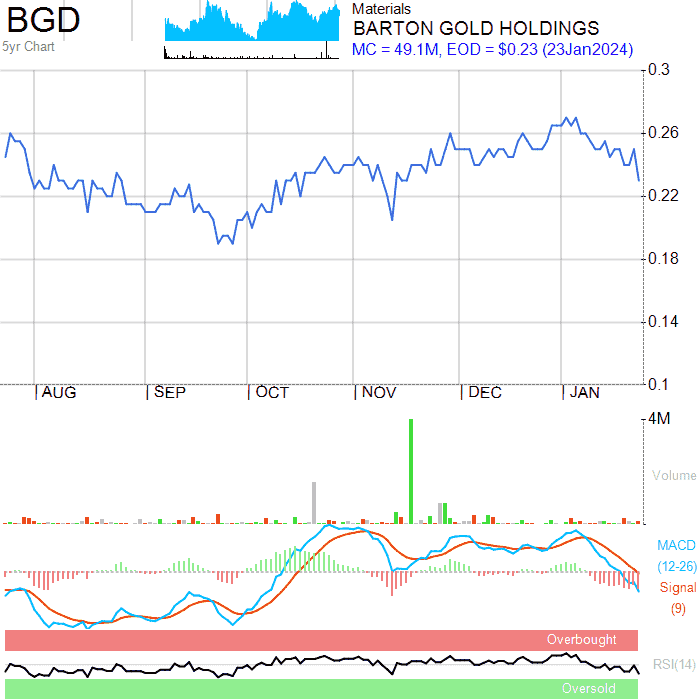 BGD
5yr Chart
Materials
BARTON GOLD HOLDINGS
MC = 49.1M, EOD = $0.23 (23Jan2024)
0.3
0.26
0.22
0.18
0.14
0.1
AUG SEP OCT NOV DEC JAN
4M
Volume
MACD
(12-26)
Signal
(9)
Overbought
RSI(14)
Oversold